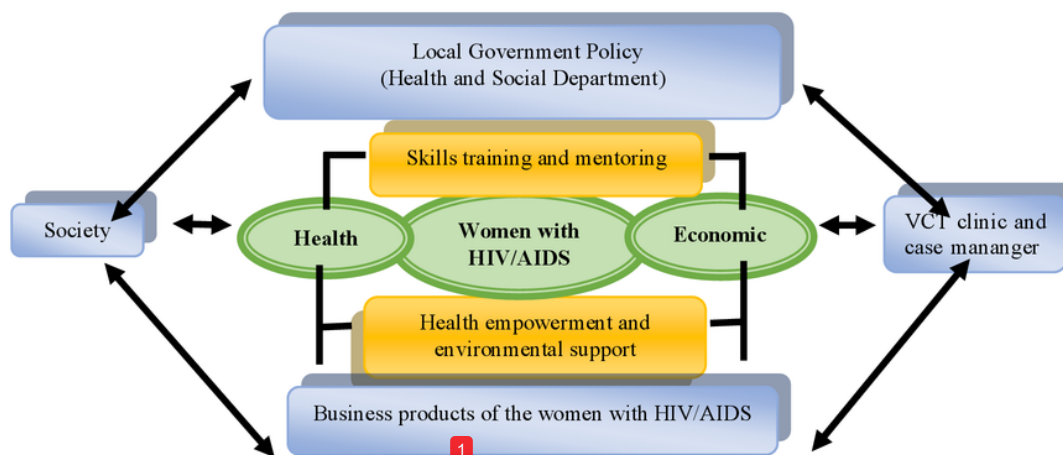 Local Government Policy
(Health and Social Department)
Skills training and mentoring
Society
Health
Women with
HIV/AIDS
Economic
VCT clinic and
case mananger
Health empowerment and
environmental support
Business products of the women with HIV/AIDS
1